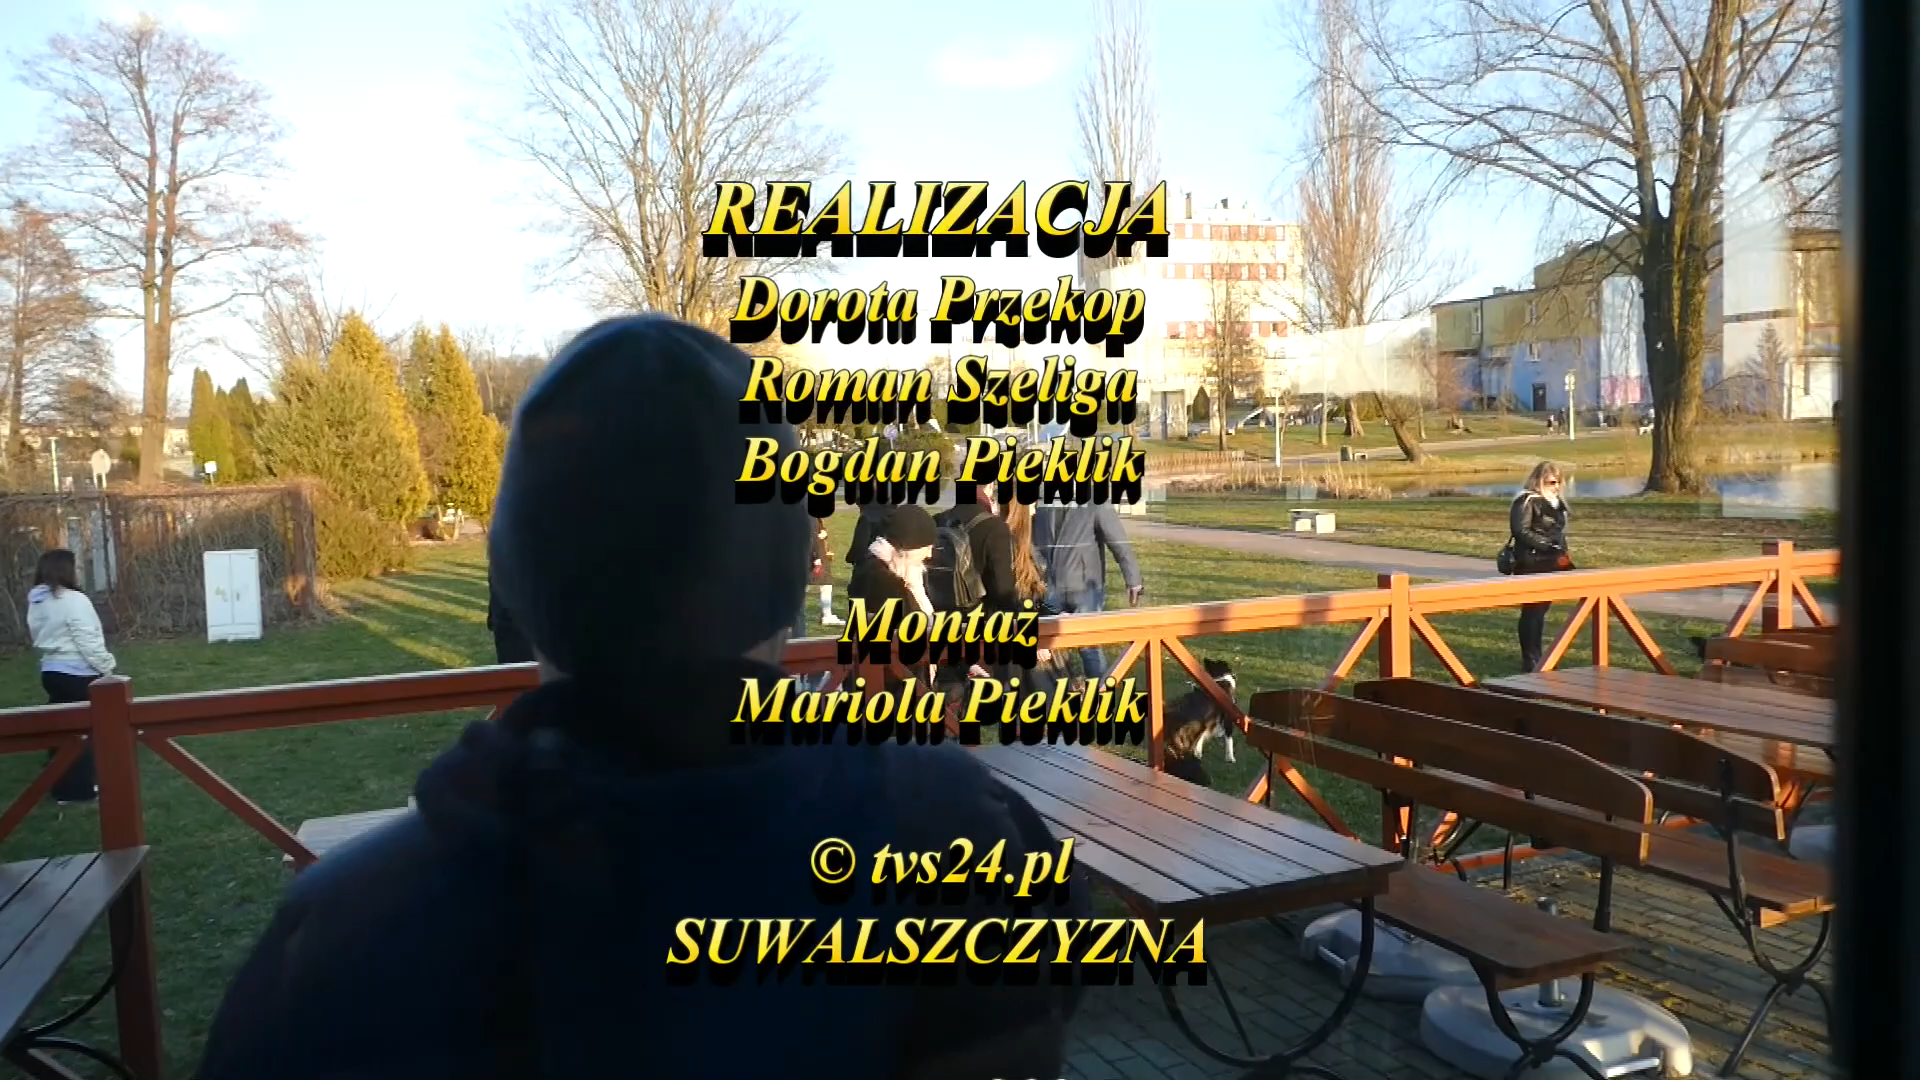 REALIZACJA
Dorota Przekop
Roman Szeliga
Bogdan Pieklik
Montaż
Mariola Pieklik
© tvs24.pl
SUWALSZCZYZNA